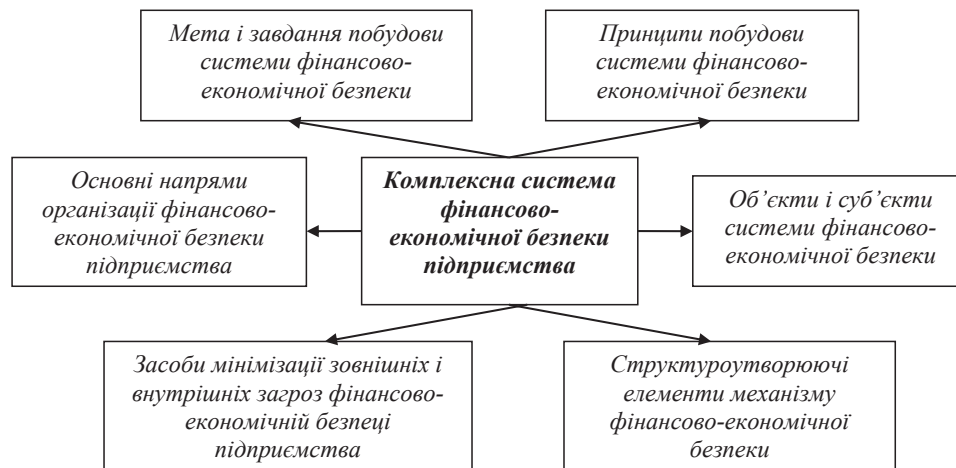 Мета і завдання побудови
системи фінансово-
економічної безпеки
Принципи побудови
системи фінансово-
економічної безпеки
Основні напрями
організації фінансово-
економічної безпеки
підприємства
Комплексна система
фінансово-
економічної безпеки
підприємства
Об’єкти і суб’єкти
системи фінансово-
економічної безпеки
Засоби мінімізації зовнішніх і
внутрішніх загроз фінансово-
економічній безпеці
підприємства
Структуроутворюючі
елементи механізму
фінансово-економічної
безпеки